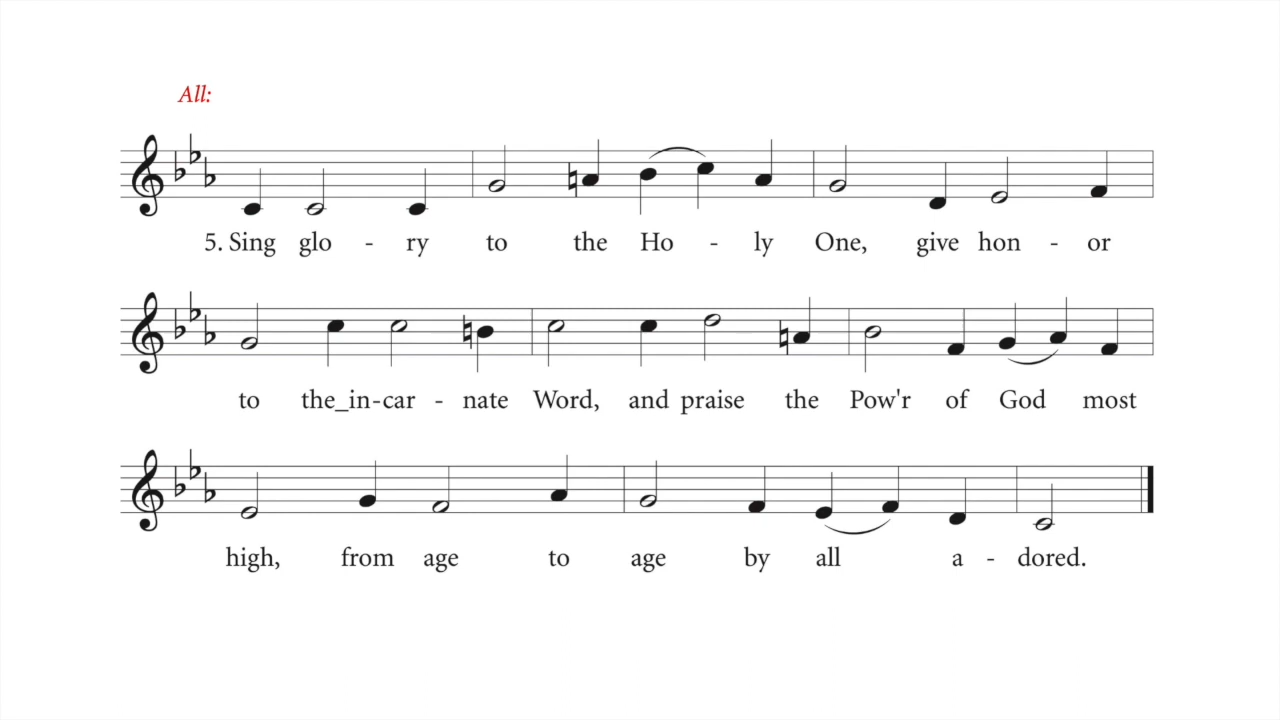 All:
5. Sing glo - ry to the Ho - ly One, give hon - or
to the_in-car - nate Word, and praise the Pow'r of God most
high, from age to age by all a - dored.